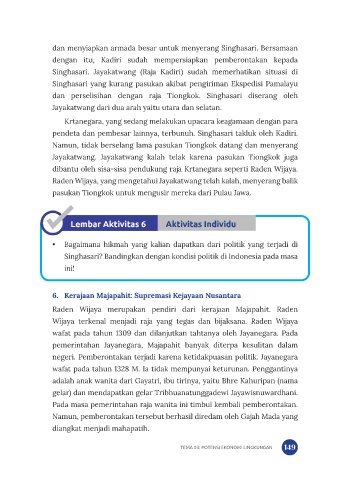 dan menyiapkan armada besar untuk menyerang Singhasari. Bersamaan
dengan itu, Kadiri sudah mempersiapkan pemberontakan kepada
Singhasari. Jayakatwang (Raja Kadiri) sudah memerhatikan situasi di
Singhasari yang kurang pasukan akibat pengiriman Ekspedisi Pamalayu
dan perselisihan dengan raja Tiongkok. Singhasari diserang oleh
Jayakatwang dari dua arah yaitu utara dan selatan.
Krtanegara, yang sedang melakukan upacara keagamaan dengan para
pendeta dan pembesar lainnya, terbunuh. Singhasari takluk oleh Kadiri.
Namun, tidak berselang lama pasukan Tiongkok datang dan menyerang
Jayakatwang. Jayakatwang kalah telak karena pasukan Tiongkok juga
dibantu oleh sisa-sisa pendukung raja Krtanegara seperti Raden Wijaya.
Raden Wijaya, yang mengetahui Jayakatwang telah kalah, menyerang balik
pasukan Tiongkok untuk mengusir mereka dari Pulau Jawa.
Lembar Aktivitas 6 Aktivitas Individu
• Bagaimana hikmah yang kalian dapatkan dari politik yang terjadi di
Singhasari? Bandingkan dengan kondisi politik di Indonesia pada masa
ini!
6. Kerajaan Majapahit: Supremasi Kejayaan Nusantara
Raden Wijaya merupakan pendiri dari kerajaan Majapahit. Raden
Wijaya terkenal menjadi raja yang tegas dan bijaksana. Raden Wijaya
wafat pada tahun 1309 dan dilanjutkan tahtanya oleh Jayanegara. Pada
pemerintahan Jayanegara, Majapahit banyak diterpa kesulitan dalam
negeri. Pemberontakan terjadi karena ketidakpuasan politik. Jayanegara
wafat pada tahun 1328 M. Ia tidak mempunyai keturunan. Penggantinya
adalah anak wanita dari Gayatri, ibu tirinya, yaitu Bhre Kahuripan (nama
gelar) dan mendapatkan gelar Tribhuanatunggadewi Jayawisnuwardhani.
Pada masa pemerintahan raja wanita ini timbul kembali pemberontakan.
Namun, pemberontakan tersebut berhasil diredam oleh Gajah Mada yang
diangkat menjadi mahapatih.
TEMA 03: POTENSI EKONOMI LINGKUNGAN 149